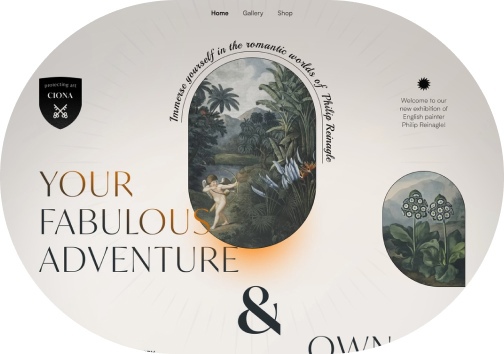 Home Gallery Shop
Immerse yourself in the romantic worlds of Philip Reinagle
protecting art
CIONA
Welcome to our
new exhibition of
English painter
Philip Reinagle!
YOUR
FABULOUS
ADVENTURE
&
OWN